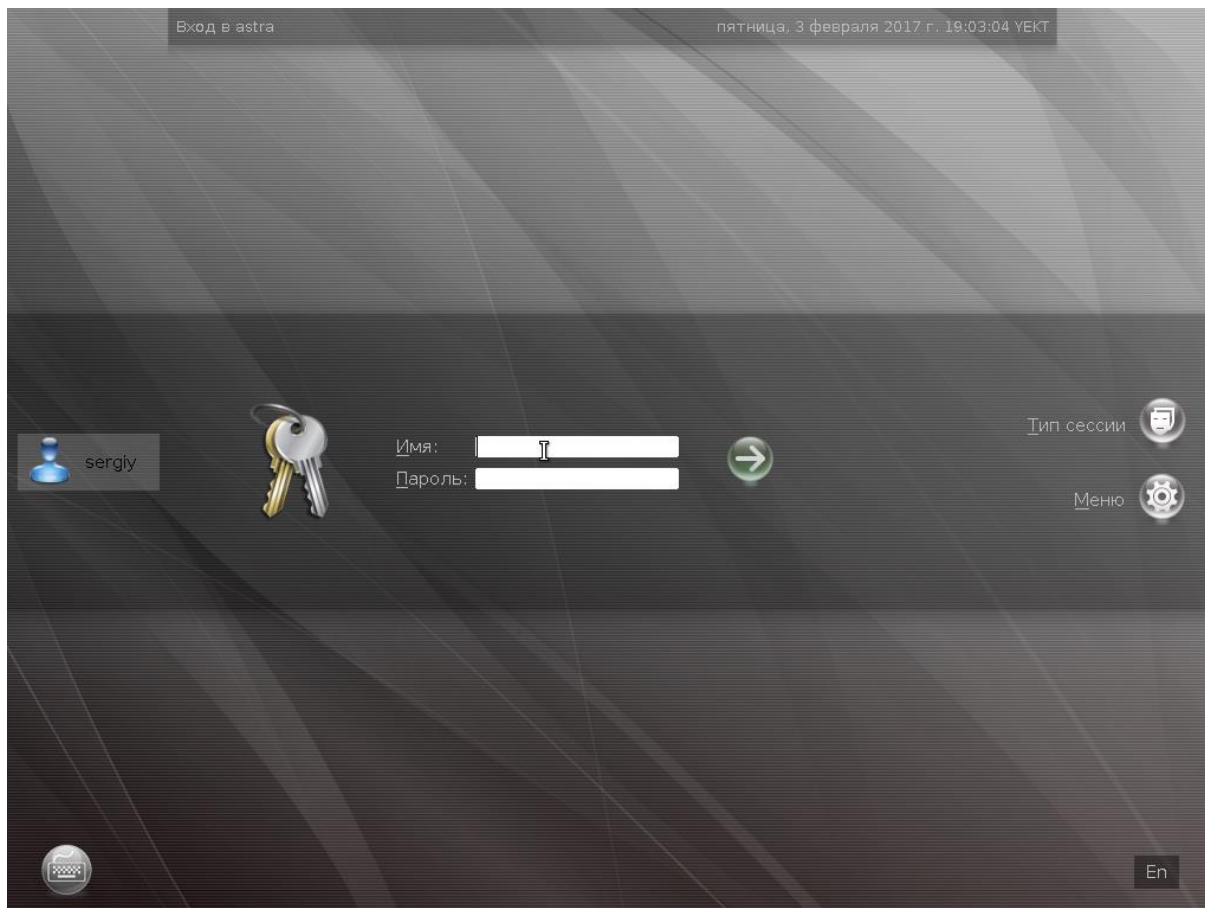 Вход в astra
пятница, 3 февраля 2017 г. 19:03:04 YEKT
sergiy
Имя:
Пароль:
Тип сессии
Меню
En